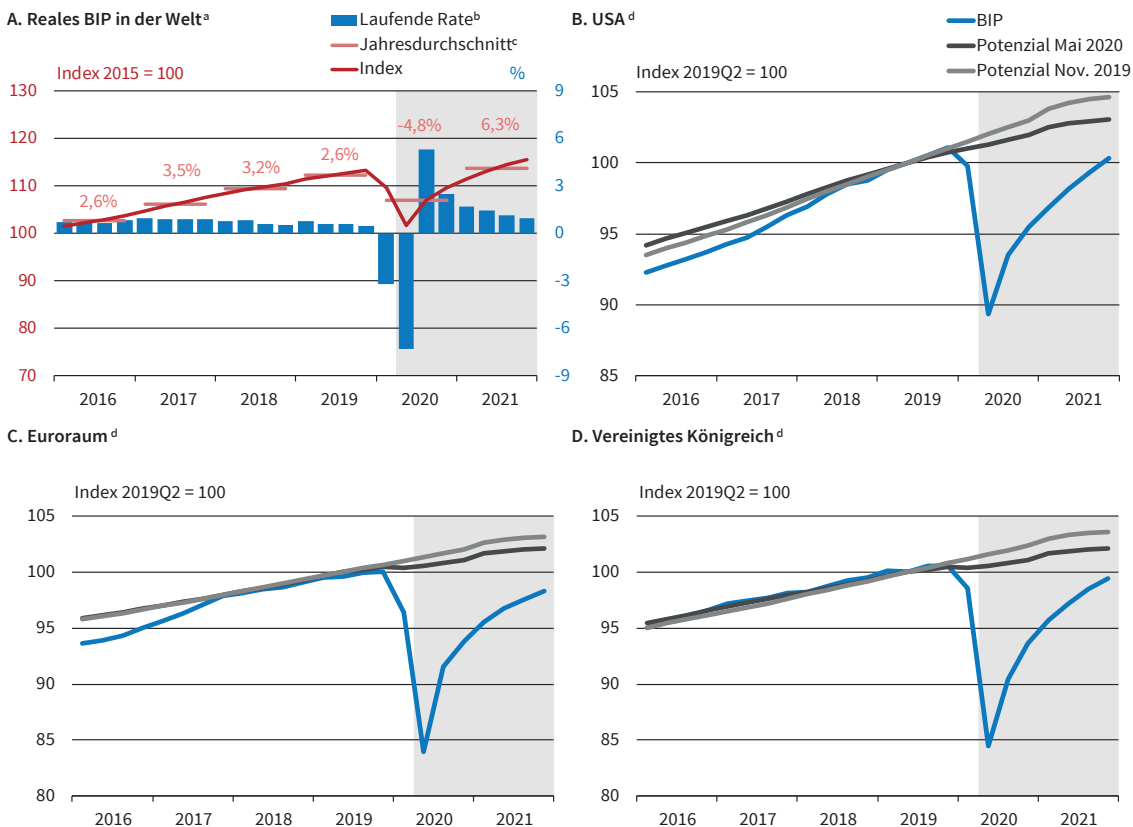 A. Reales BIP in der Welt a
Laufende Rate b
Jahresdurchschnitt c
Index
Index 2015 = 100
%
130
120
110
100
90
80
70
9
6
3
0
-3
-6
-9
2,6%
3,5%
3,2%
2,6%
-4,8%
6,3%
2016 2017 2018 2019 2020 2021
B. USA d
BIP
Potenzial Mai 2020
Potenzial Nov. 2019
Index 2019Q2 = 100
105
100
95
90
85
2016 2017 2018 2019 2020 2021
C. Euroraum d
Index 2019Q2 = 100
105
100
95
90
85
80
2016 2017 2018 2019 2020 2021
D. Vereinigtes Königreich d
Index 2019Q2 = 100
105
100
95
90
85
80
2016 2017 2018 2019 2020 2021